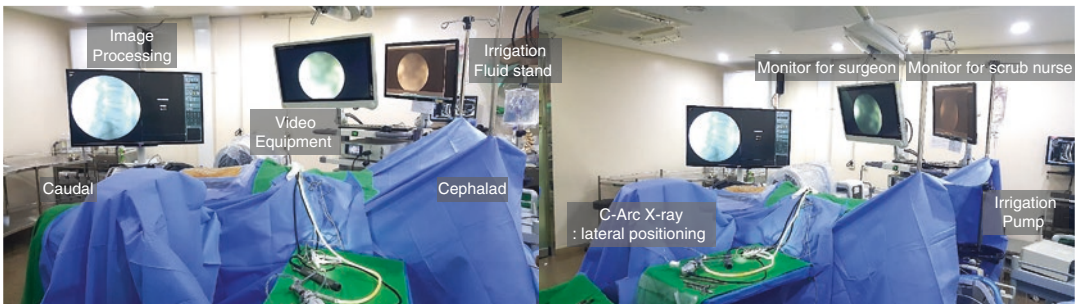 Image
Processing
Irrigation
Fluid stand
Video
Equipment
Caudal
Cephalad
Monitor for surgeon
Monitor for scrub nurse
C-Arc X-ray
: lateral positioning
Irrigation
Pump